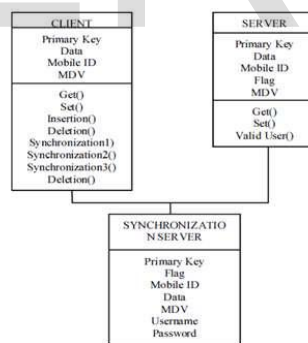 CLIENT
Primary Key
Data
Mobile ID
MDV
Get()
Set()
Insertion()
Deletion()
Synchronization1)
Synchronization2()
Synchronization3()
Deletion()
SERVER
Primary Key
Data
Mobile ID
Flag
MDV
Get()
Set()
Valid User()
SYNCHRONIZATIO
N SERVER
Primary Key
Flag
Mobile ID
Data
MDV
Username
Password